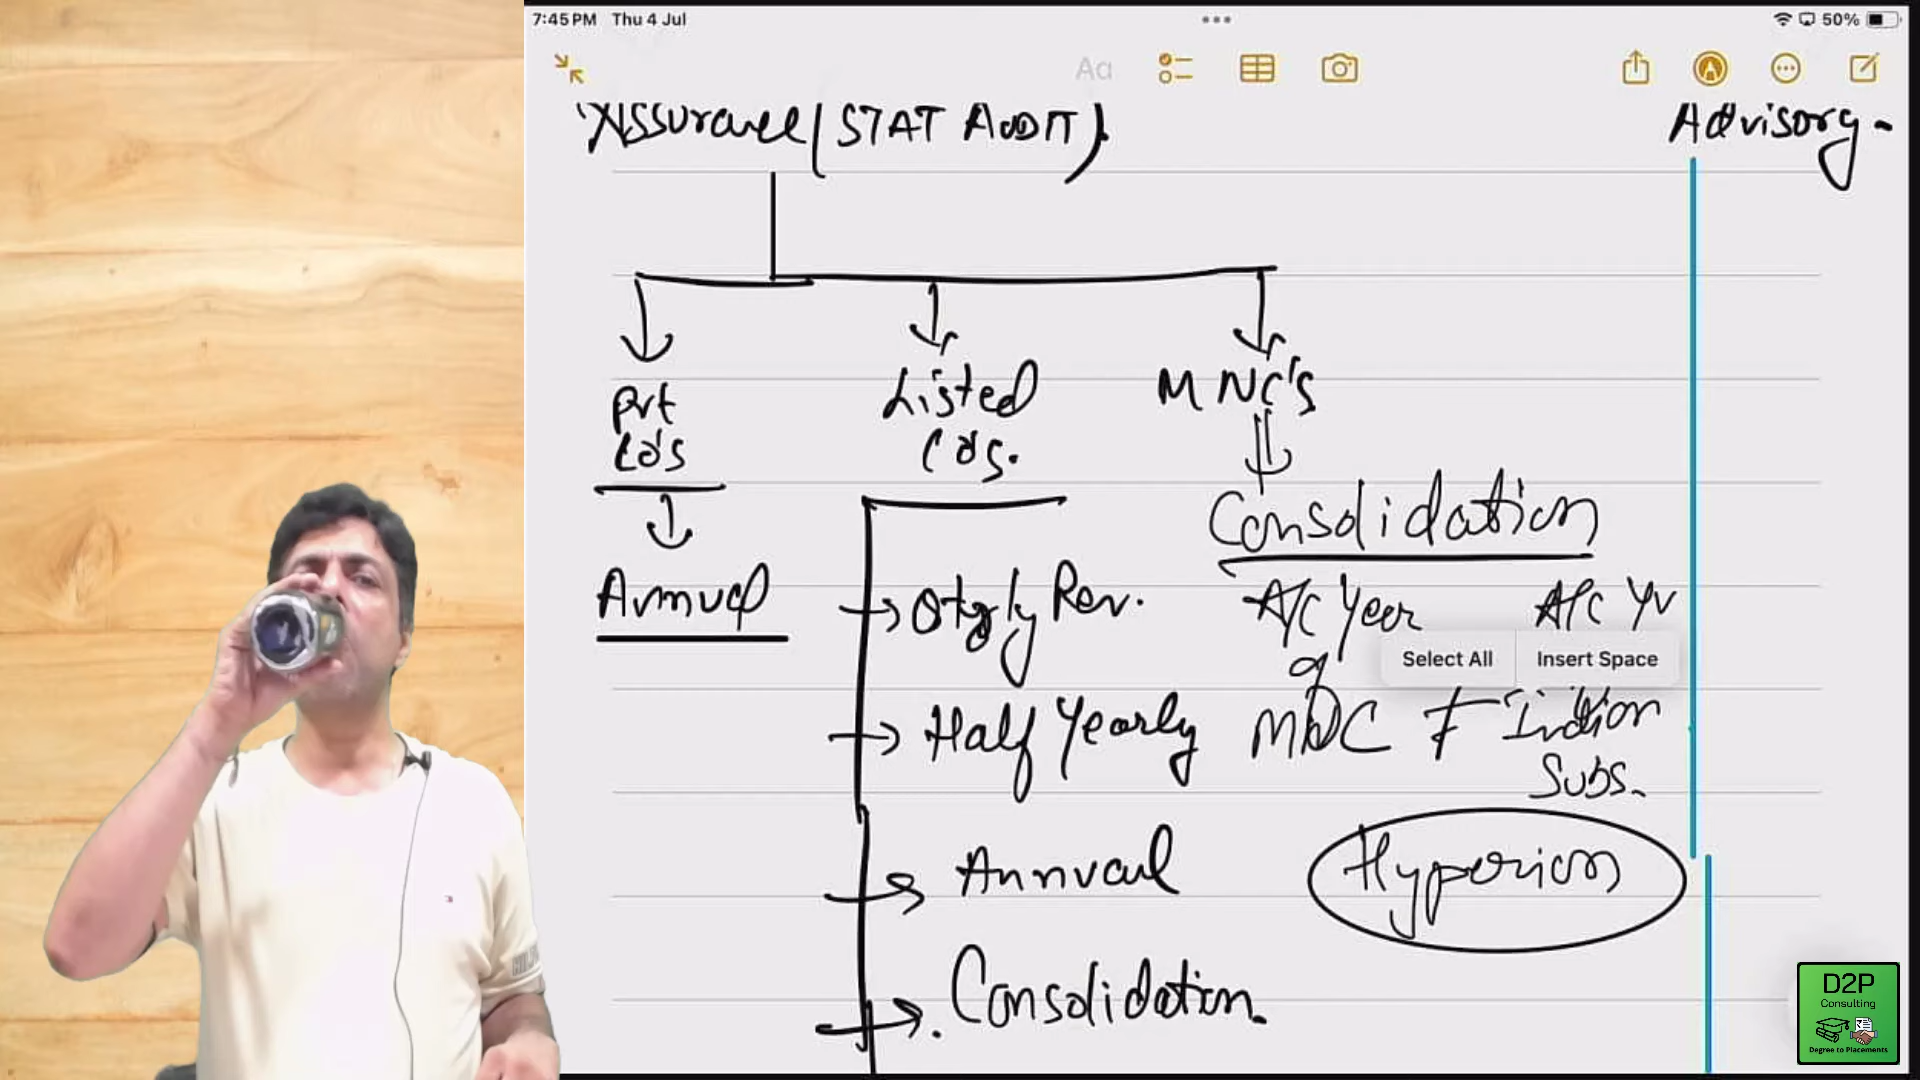 7:45 PM Thu 4 Jul
50%
Aa
Assurance (STAT AUDIT)
Advisory
Pvt Co's
Listed Cos.
MNC's
Consolidation
Annual
Qtrly Rev.
A/C Year
A/C Yr
of
Select All
Insert Space
Half Yearly
MNC ≠ Indian
Subs.
Annual
Hyperion
Consolidation
D2P
Consulting
Degree to Placements